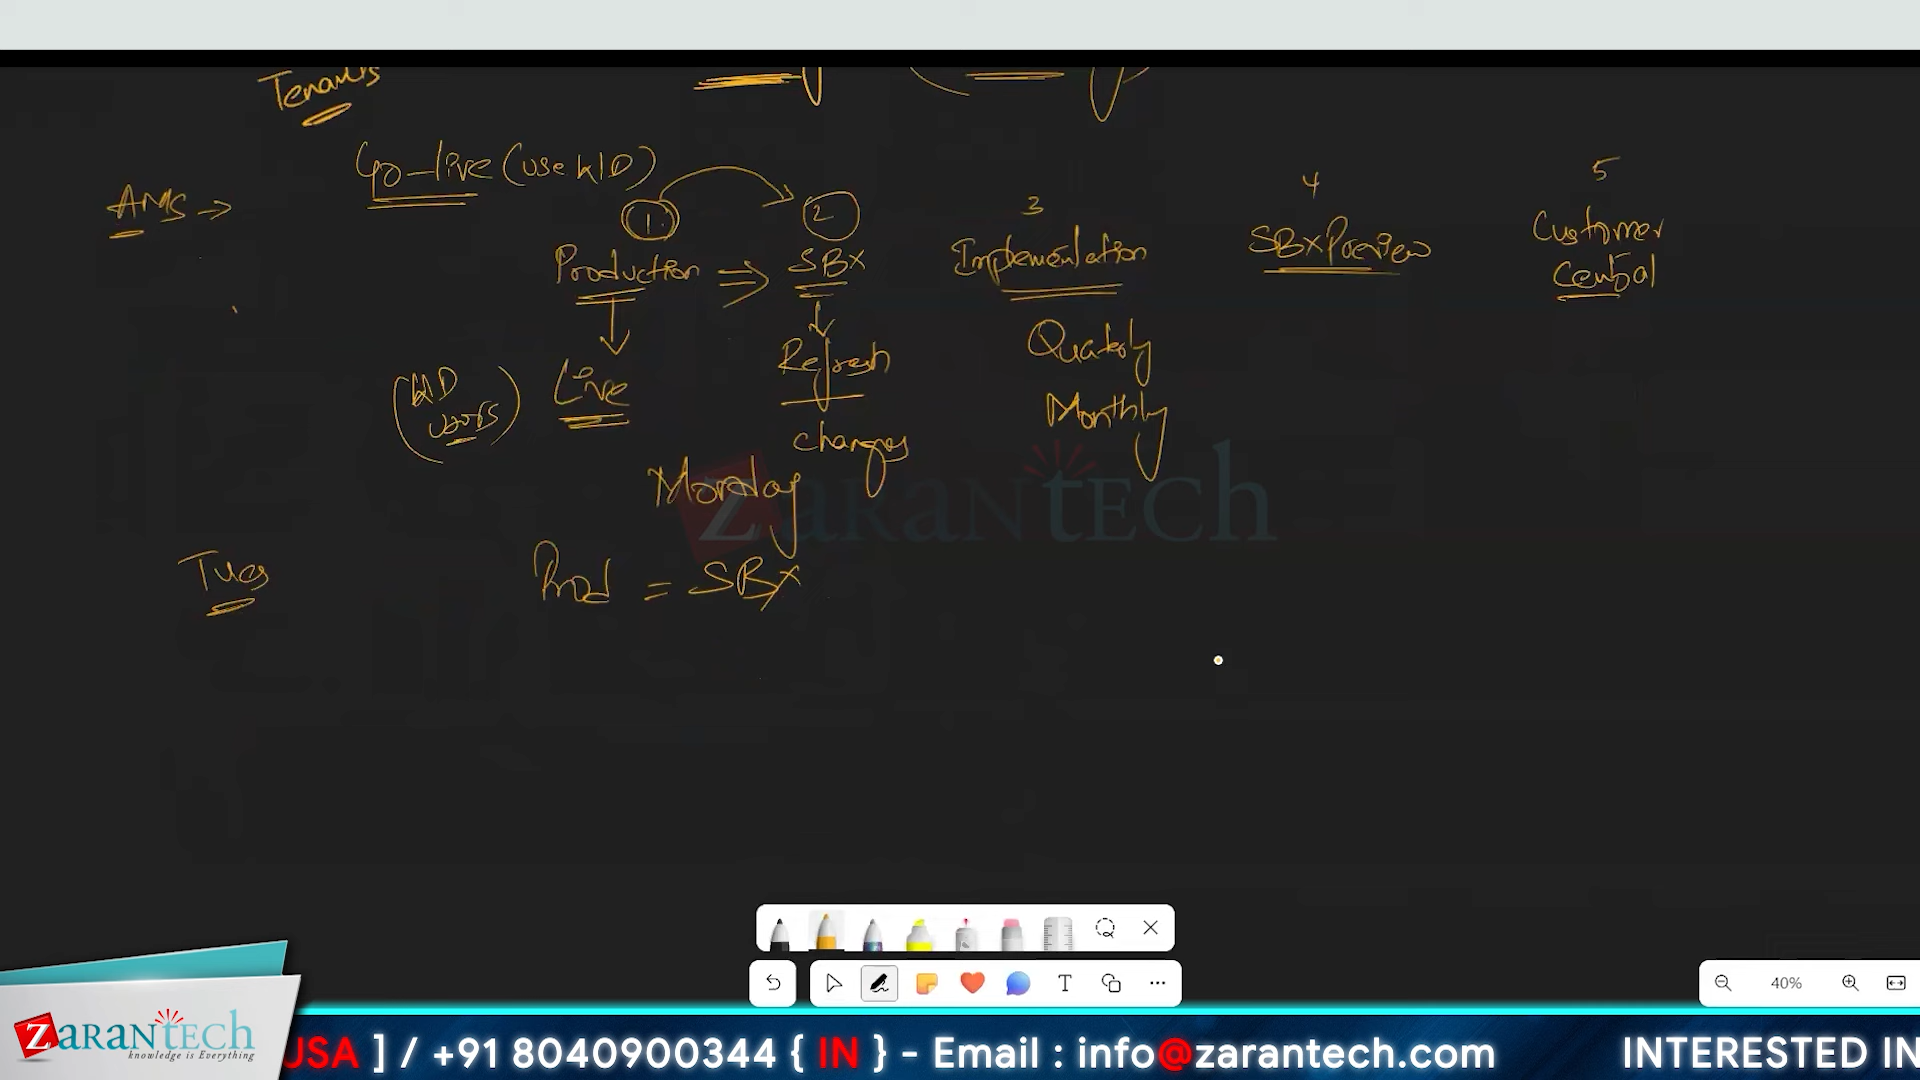 Tenants
Go-live (use WD)
AMS →
1
2
3
4
5
Production ⇒ SBX
Implementation
SBX Preview
Customer
Central
(WD
users)
Live
Refresh
changes
Quately
Monthly
Monday
Tues
Prod = SBX
ZARANTECH
40%
T
ZARANTECH
knowledge is Everything
USA ] / +91 8040900344 { IN } - Email : info@zarantech.com
INTERESTED IN